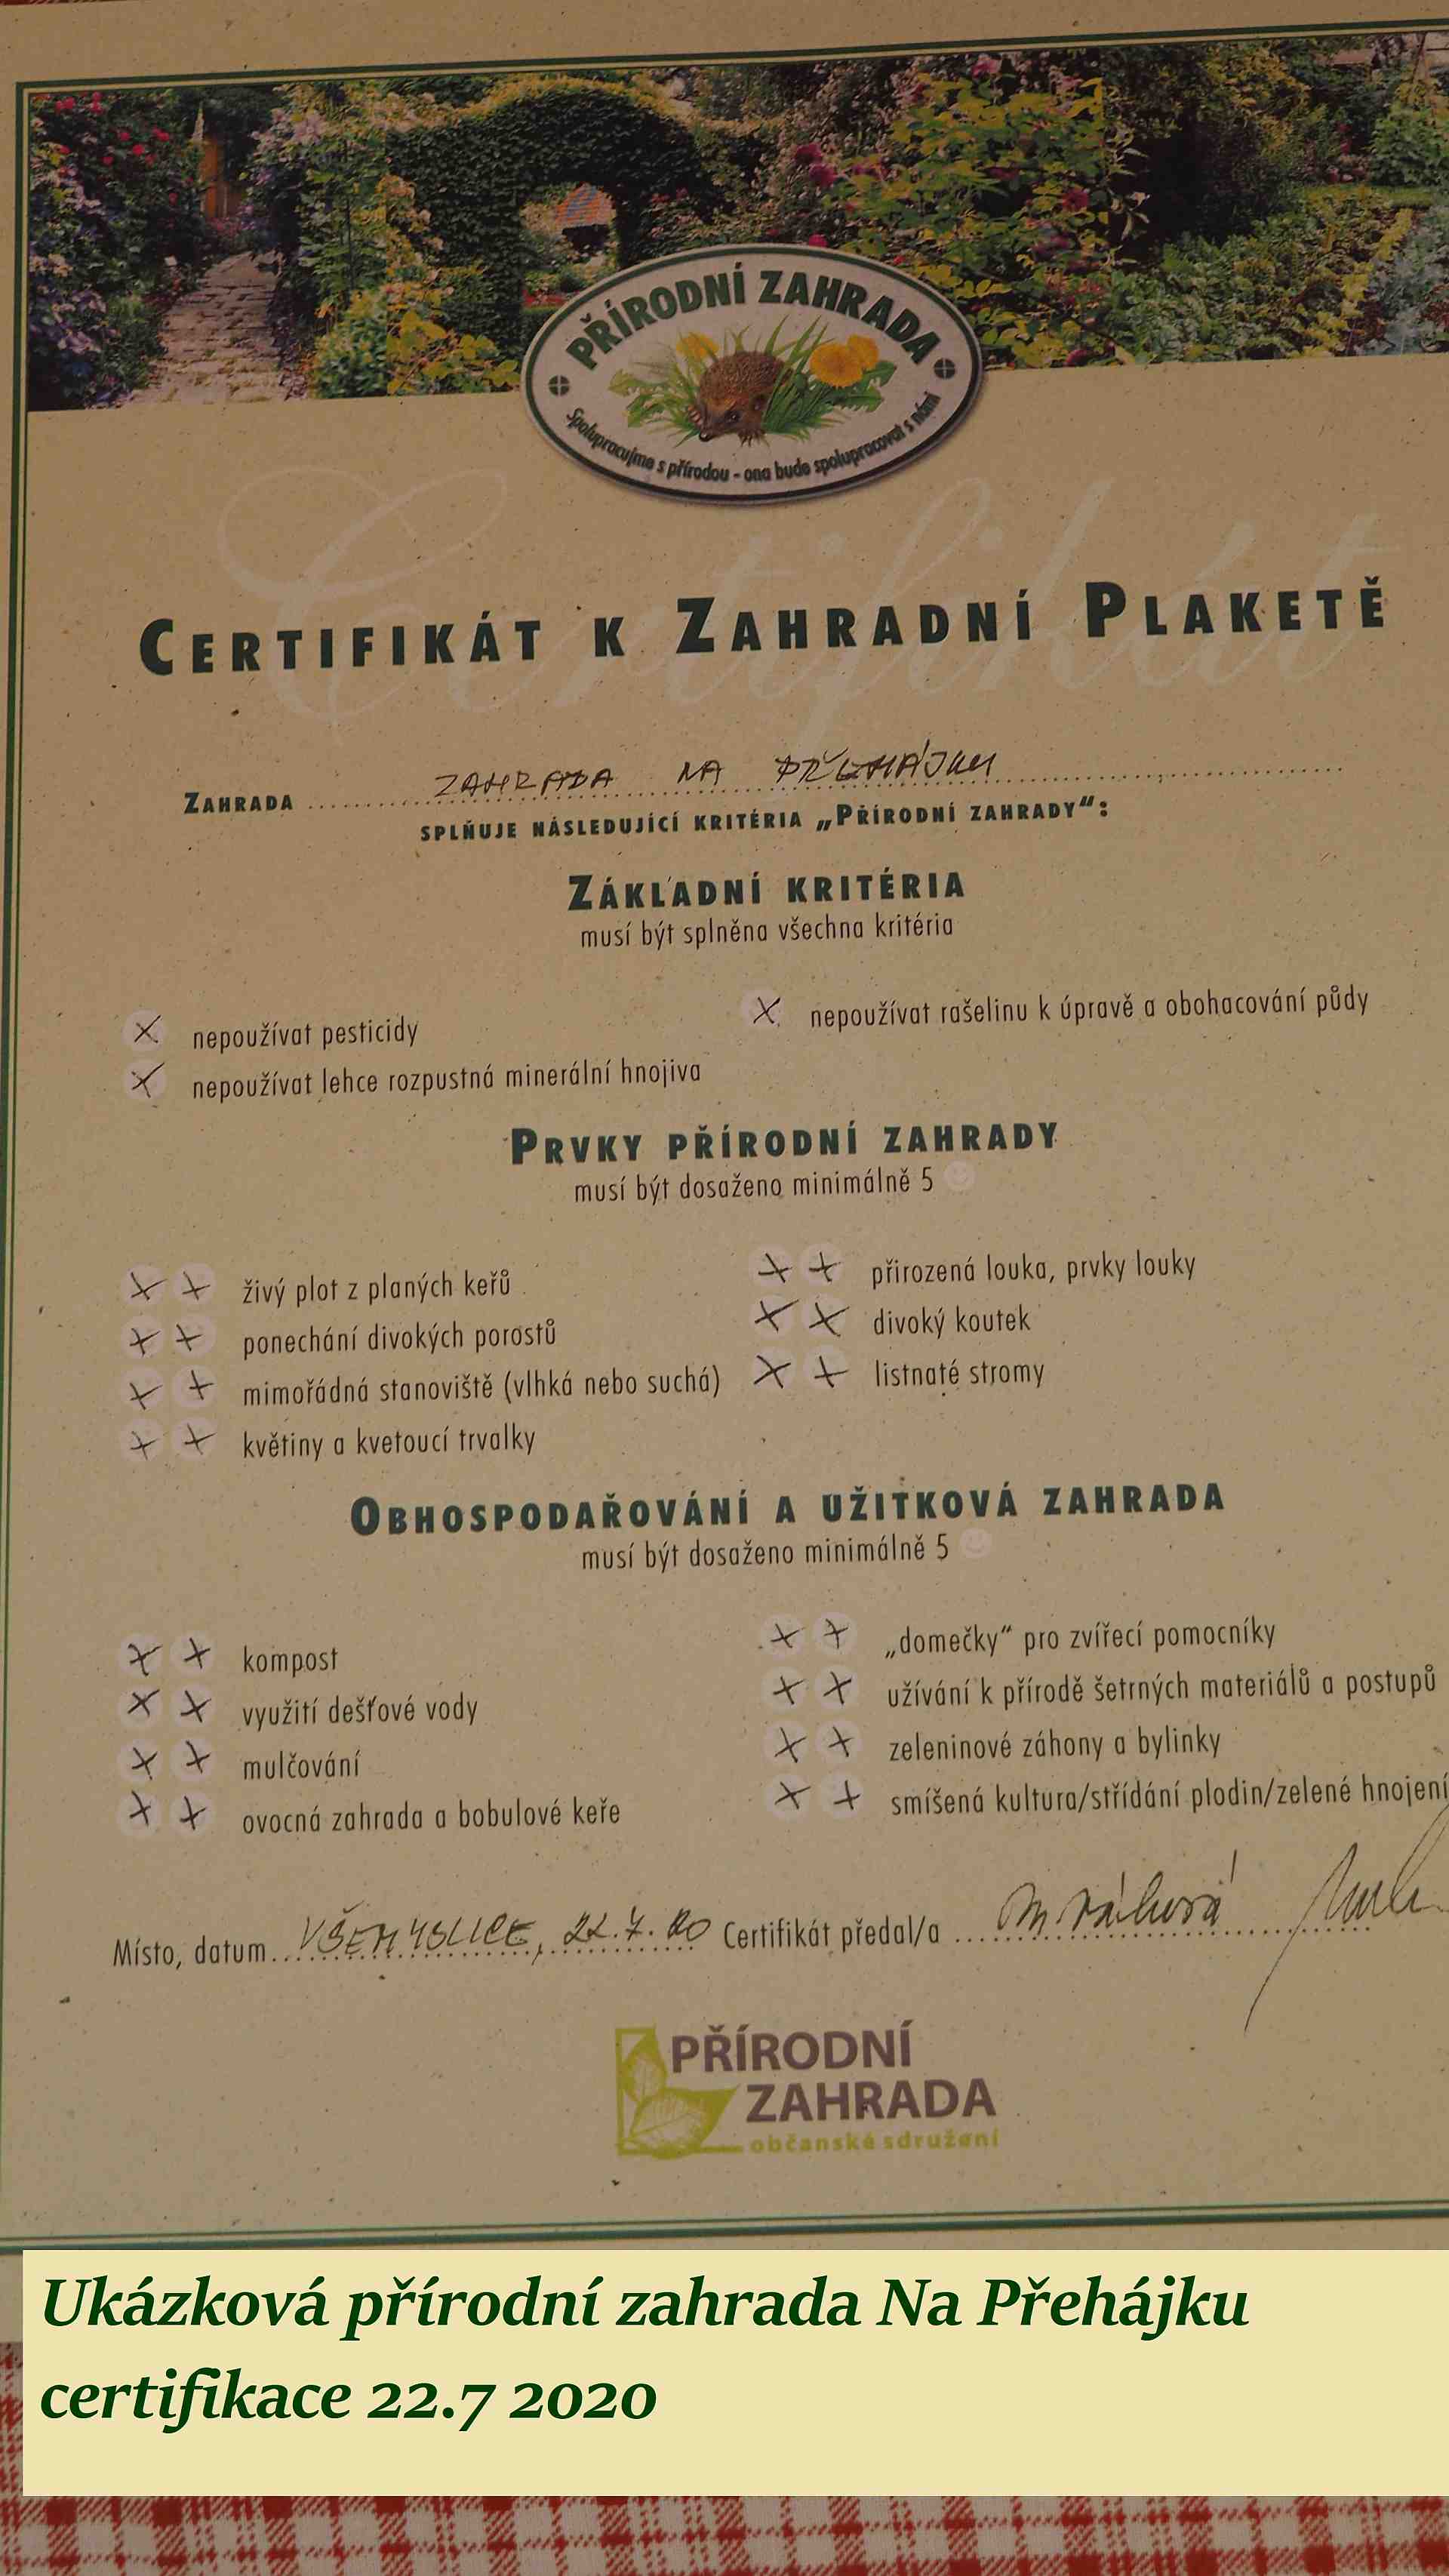 PŘÍRODNÍ ZAHRADA
Spolupracujme s přírodou - ona bude spolupracovat s námi
Certifikát
CERTIFIKÁT K ZAHRADNÍ PLAKETĚ
ZAHRADA ZAHRADA NA PŘEHÁJKU
SPLŇUJE NÁSLEDUJÍCÍ KRITÉRIA „PŘÍRODNÍ ZAHRADY“:
ZÁKLADNÍ KRITÉRIA
musí být splněna všechna kritéria
X nepoužívat pesticidy
X nepoužívat lehce rozpustná minerální hnojiva
X nepoužívat rašelinu k úpravě a obohacování půdy
PRVKY PŘÍRODNÍ ZAHRADY
musí být dosaženo minimálně 5
X X živý plot z planých keřů
X X ponechání divokých porostů
X X mimořádná stanoviště (vlhká nebo suchá)
X X květiny a kvetoucí trvalky
X X přirozená louka, prvky louky
X X divoký koutek
X X listnaté stromy
OBHOSPODAŘOVÁNÍ A UŽITKOVÁ ZAHRADA
musí být dosaženo minimálně 5
X X kompost
X X využití dešťové vody
X X mulčování
X X ovocná zahrada a bobulové keře
X X „domečky“ pro zvířecí pomocníky
X X užívání k přírodě šetrných materiálů a postupů
X X zeleninové záhony a bylinky
X X smíšená kultura/střídání plodin/zelené hnojení
Místo, datum VŠEMYSLICE, 22.7.20 Certifikát předal/a
PŘÍRODNÍ
ZAHRADA
občanské sdružení
Ukázková přírodní zahrada Na Přehájku
certifikace 22.7 2020